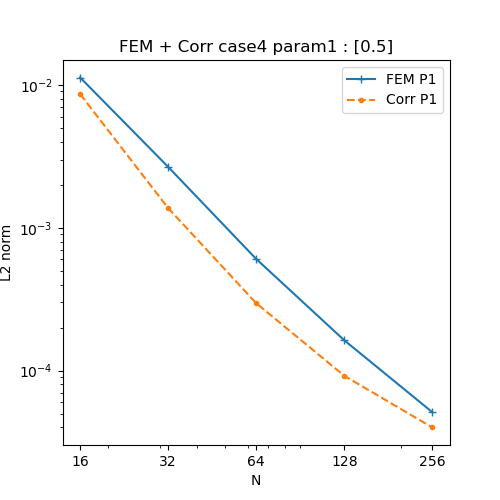 FEM + Corr case4 param1 : [0.5]
FEM P1
Corr P1
10⁻²
10⁻³
10⁻⁴
L2 norm
16 32 64 128 256
N